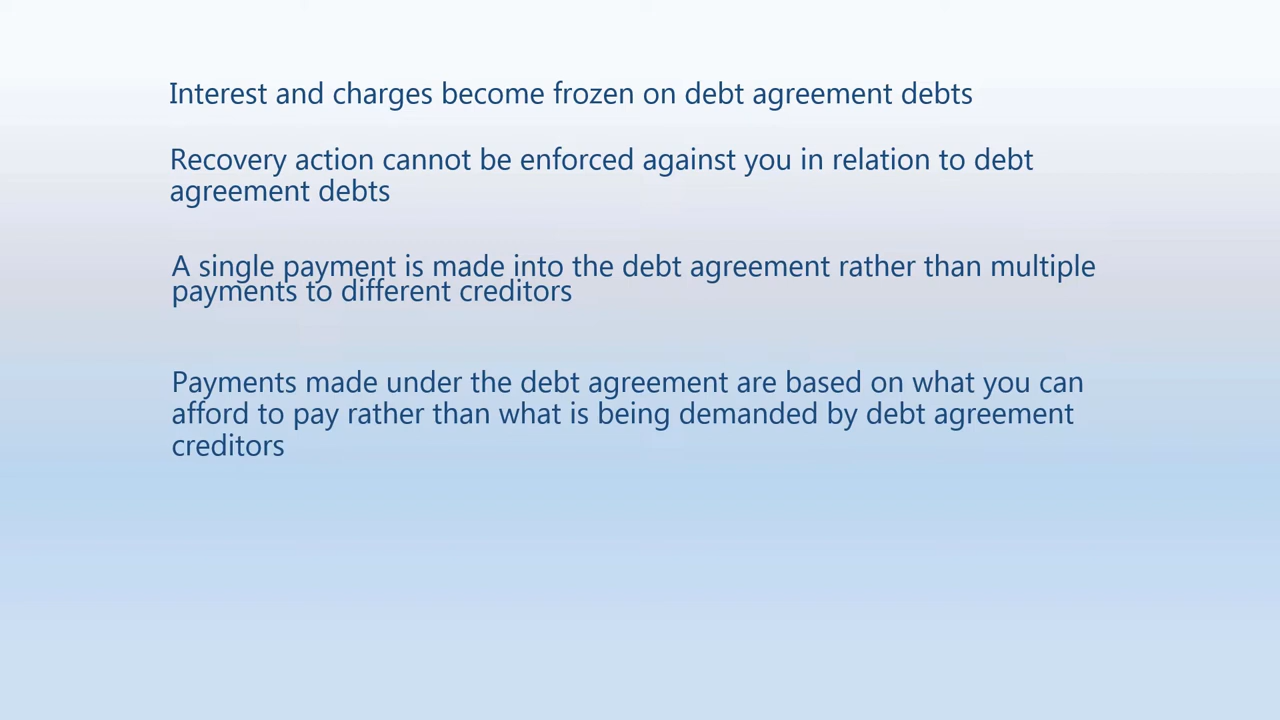 Interest and charges become frozen on debt agreement debts
Recovery action cannot be enforced against you in relation to debt
agreement debts
A single payment is made into the debt agreement rather than multiple
payments to different creditors
Payments made under the debt agreement are based on what you can
afford to pay rather than what is being demanded by debt agreement
creditors